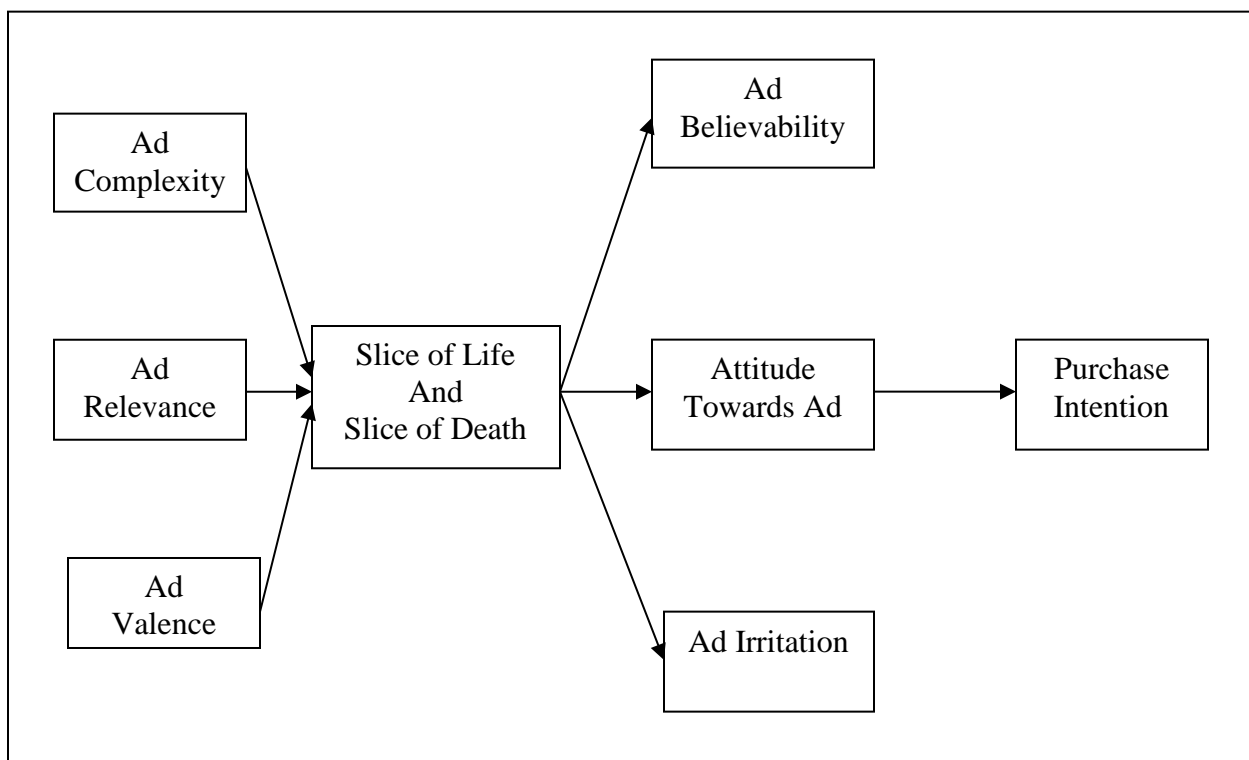 Ad
Complexity
Ad
Relevance
Ad
Valence
Slice of Life
And
Slice of Death
Ad
Believability
Attitude
Towards Ad
Ad Irritation
Purchase
Intention